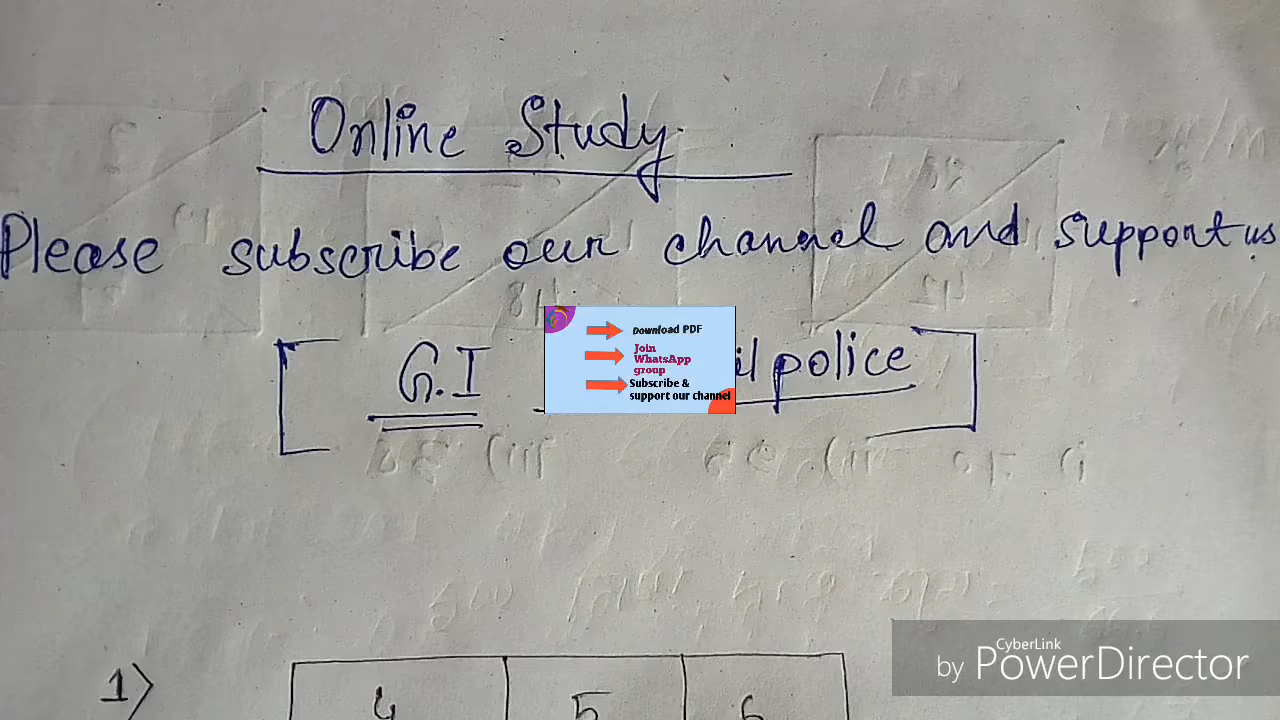 Online Study
Please subscribe our channel and support us
G.I police
Download PDF
Join
WhatsApp
group
Subscribe &
support our channel
1)
4 5 6
CyberLink
by PowerDirector